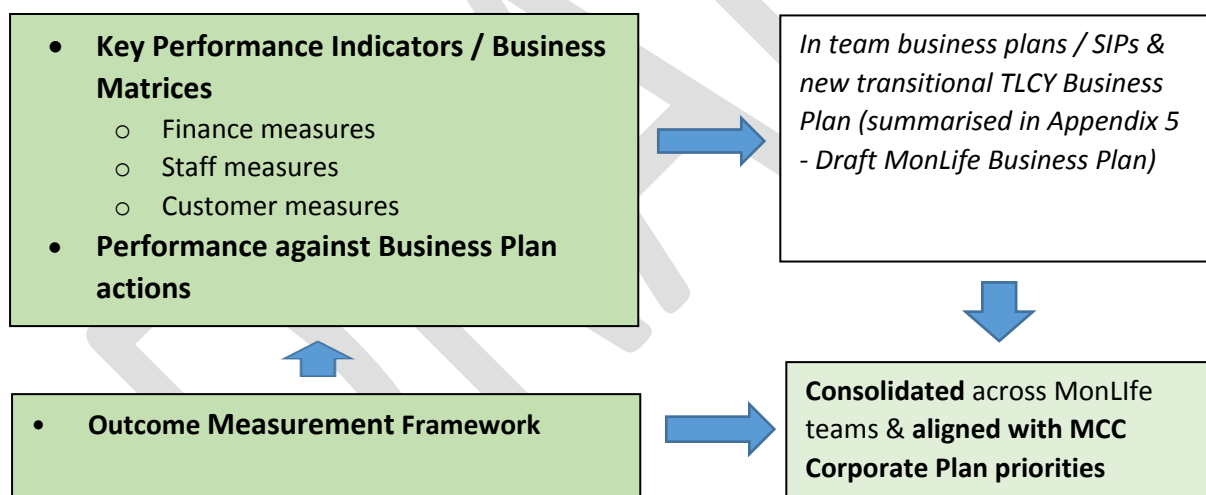 • Key Performance Indicators / Business
Matrices
o Finance measures
o Staff measures
o Customer measures
• Performance against Business Plan
actions
In team business plans / SIPs &
new transitional TLCY Business
Plan (summarised in Appendix 5
- Draft MonLife Business Plan)
• Outcome Measurement Framework
Consolidated across MonLIfe
teams & aligned with MCC
Corporate Plan priorities